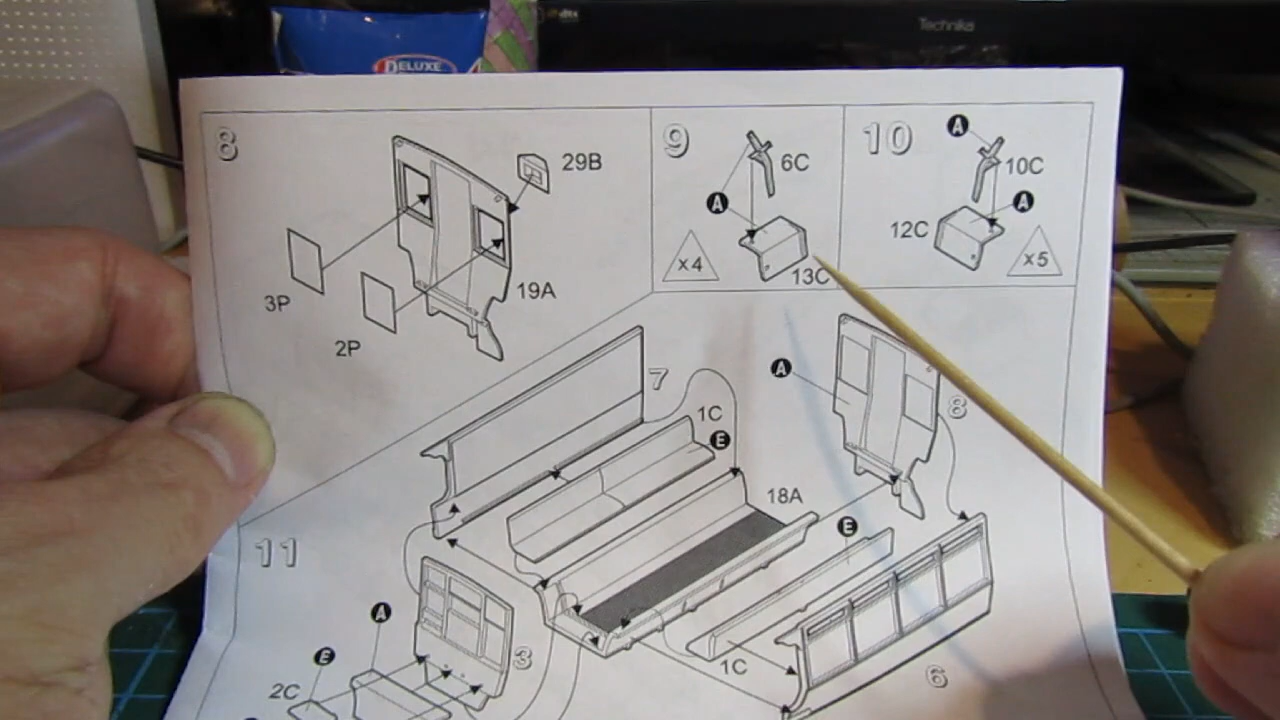 Technika
DELUXE
8
29B
3P
19A
2P
9
6C
A
x4
13C
10
A
10C
A
12C
x5
7
1C
E
A
8
18A
E
11
A
E
3
2C
1C
6